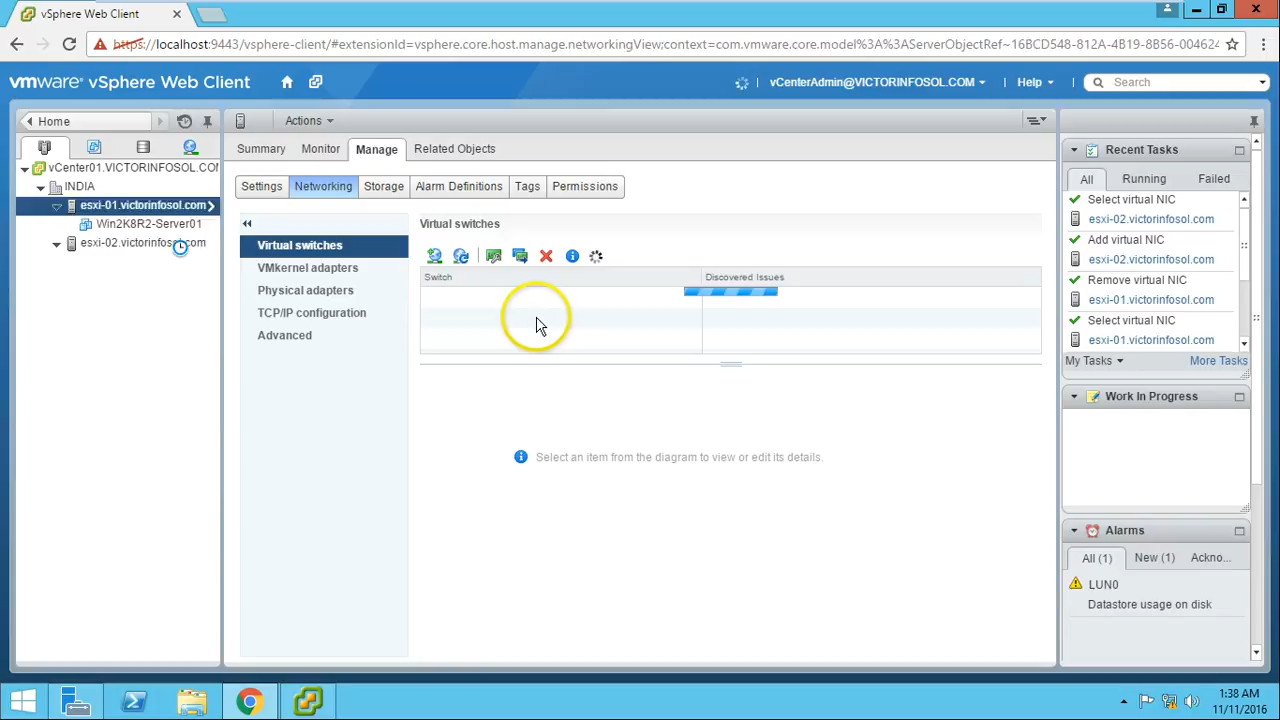 vSphere Web Client
https://localhost:9443/vsphere-client/#extensionId=vsphere.core.host.manage.networkingView;context=com.vmware.core.model%3A%3AServerObjectRef~16BCD548-812A-4B19-8B56-004624
vmware vSphere Web Client
vCenterAdmin@VICTORINFOSOL.COM
Help
Search
Home
vCenter01.VICTORINFOSOL.CO
INDIA
esxi-01.victorinfosol.com
Win2K8R2-Server01
esxi-02.victorinfosol.com
Actions
Summary Monitor Manage Related Objects
Settings Networking Storage Alarm Definitions Tags Permissions
Virtual switches
VMkernel adapters
Physical adapters
TCP/IP configuration
Advanced
Virtual switches
Switch Discovered Issues
Select an item from the diagram to view or edit its details.
Recent Tasks
All Running Failed
Select virtual NIC
esxi-02.victorinfosol.com
Add virtual NIC
esxi-02.victorinfosol.com
Remove virtual NIC
esxi-01.victorinfosol.com
Select virtual NIC
esxi-01.victorinfosol.com
My Tasks More Tasks
Work In Progress
Alarms
All (1) New (1) Ackno...
LUN0
Datastore usage on disk
1:38 AM
11/11/2016